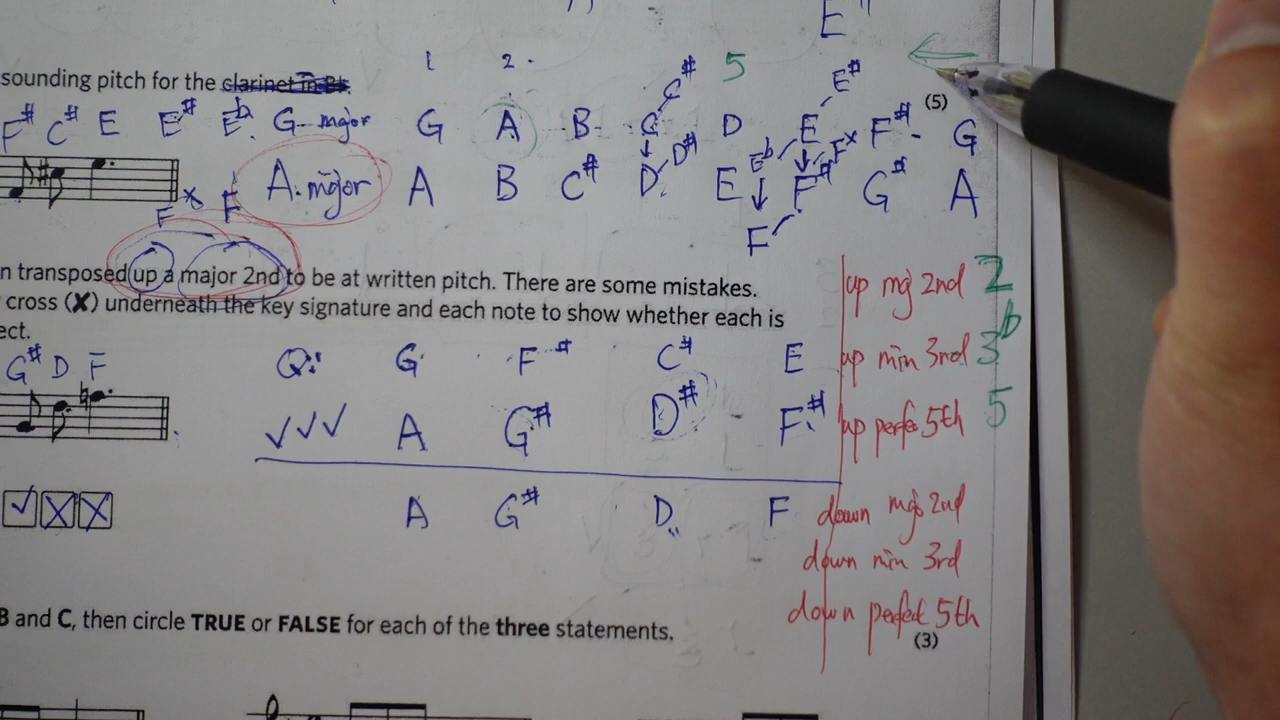 E
1 2. 5
sounding pitch for the clarinet in B♭.
C# E#
(5)
F# C# E E# E♭. G major G A B C D E F#. G
D# E♭ F×
A. major A B C# D. E F# G# A
F× F F
n transposed up a major 2nd to be at written pitch. There are some mistakes.
up maj 2nd 2
cross (✗) underneath the key signature and each note to show whether each is
ect.
up min 3rd 3♭
G# D F Q: G F# C# E
✓✓✓ A G# D# F#. up perfe 5th 5
✓ X X A G# D F down maj 2nd
down min 3rd
down perfect 5th
B and C, then circle TRUE or FALSE for each of the three statements.
(3)